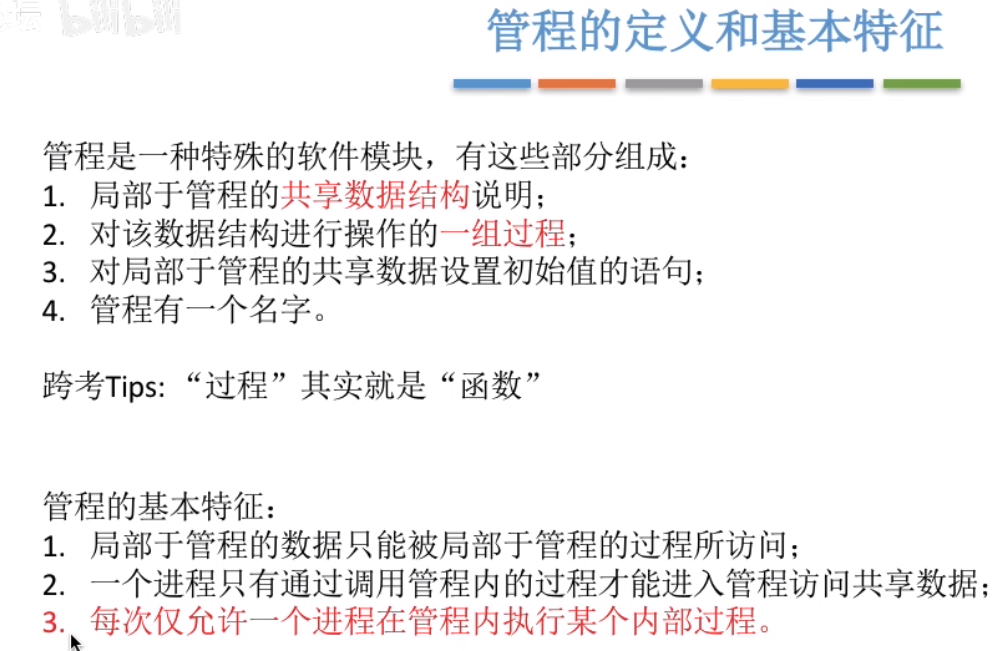 管程的定义和基本特征
管程是一种特殊的软件模块，有这些部分组成：
1. 局部于管程的共享数据结构说明；
2. 对该数据结构进行操作的一组过程；
3. 对局部于管程的共享数据设置初始值的语句；
4. 管程有一个名字。
跨考Tips: “过程”其实就是“函数”
管程的基本特征：
1. 局部于管程的数据只能被局部于管程的过程所访问；
2. 一个进程只有通过调用管程内的过程才能进入管程访问共享数据；
3. 每次仅允许一个进程在管程内执行某个内部过程。